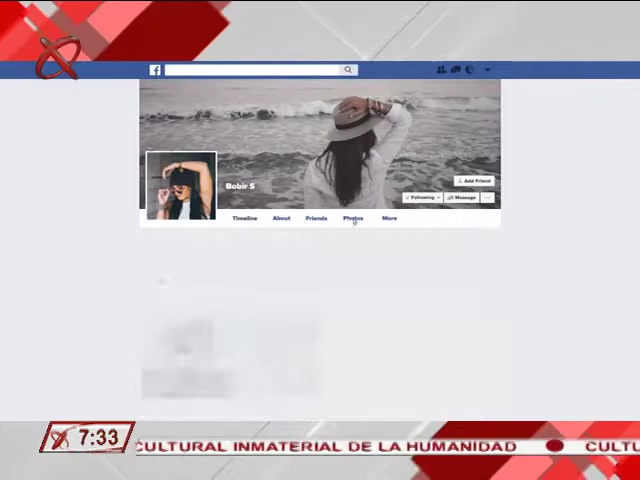 Bobir S
Add Friend
Following
Message
Timeline
About
Friends
Photos
More
7:33
CULTURAL INMATERIAL DE LA HUMANIDAD
CULTU